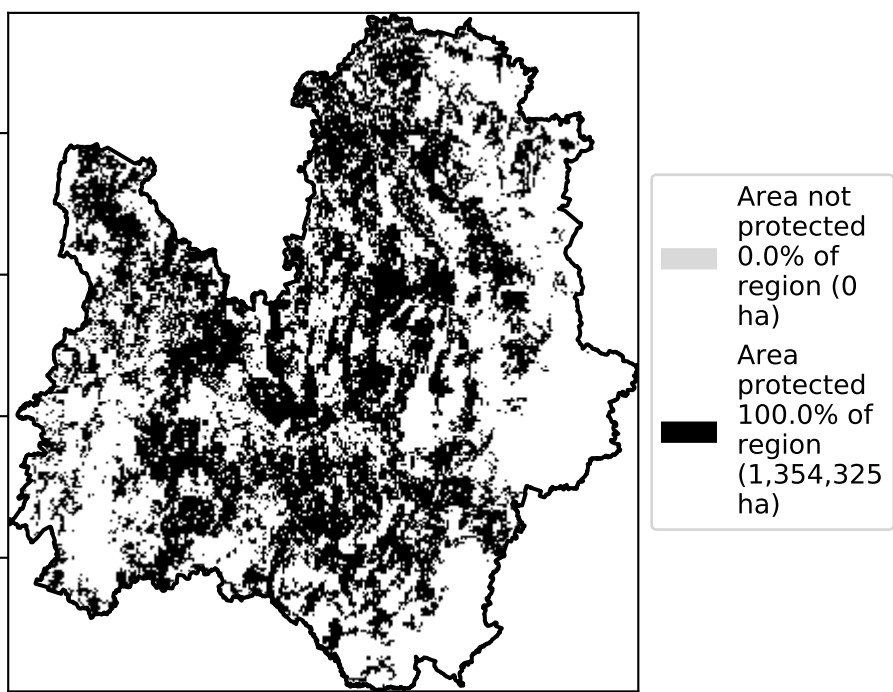 Area not
protected
0.0% of
region (0
ha)
Area
protected
100.0% of
region
(1,354,325
ha)